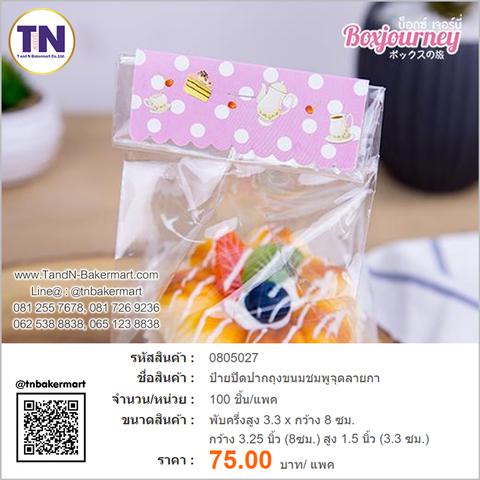 TN
T and N Bakermart Co.,Ltd.
บ็อกซ์ เจอร์นี่
Boxjourney
ボックスの旅
www.TandN-Bakermart.com
Line@ : @tnbakermart
081 255 7678, 081 726 9236
062 538 8838, 065 123 8838
@tnbakermart
รหัสสินค้า : 0805027
ชื่อสินค้า : ป้ายปิดปากถุงขนมชมพูจุดลายกา
จำนวน/หน่วย : 100 ชิ้น/แพค
ขนาดสินค้า : พับครึ่งสูง 3.3 x กว้าง 8 ซม.
กว้าง 3.25 นิ้ว (8ซม.) สูง 1.5 นิ้ว (3.3 ซม.)
ราคา : 75.00 บาท/ แพค